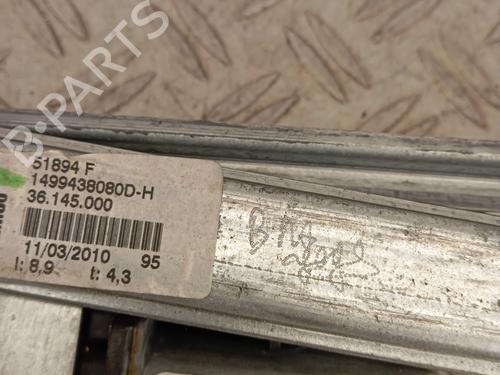 B-PARTS
51894 F
1499438080D-H
36.145.000
11/03/2010 95
I: 8,9 t: 4,3